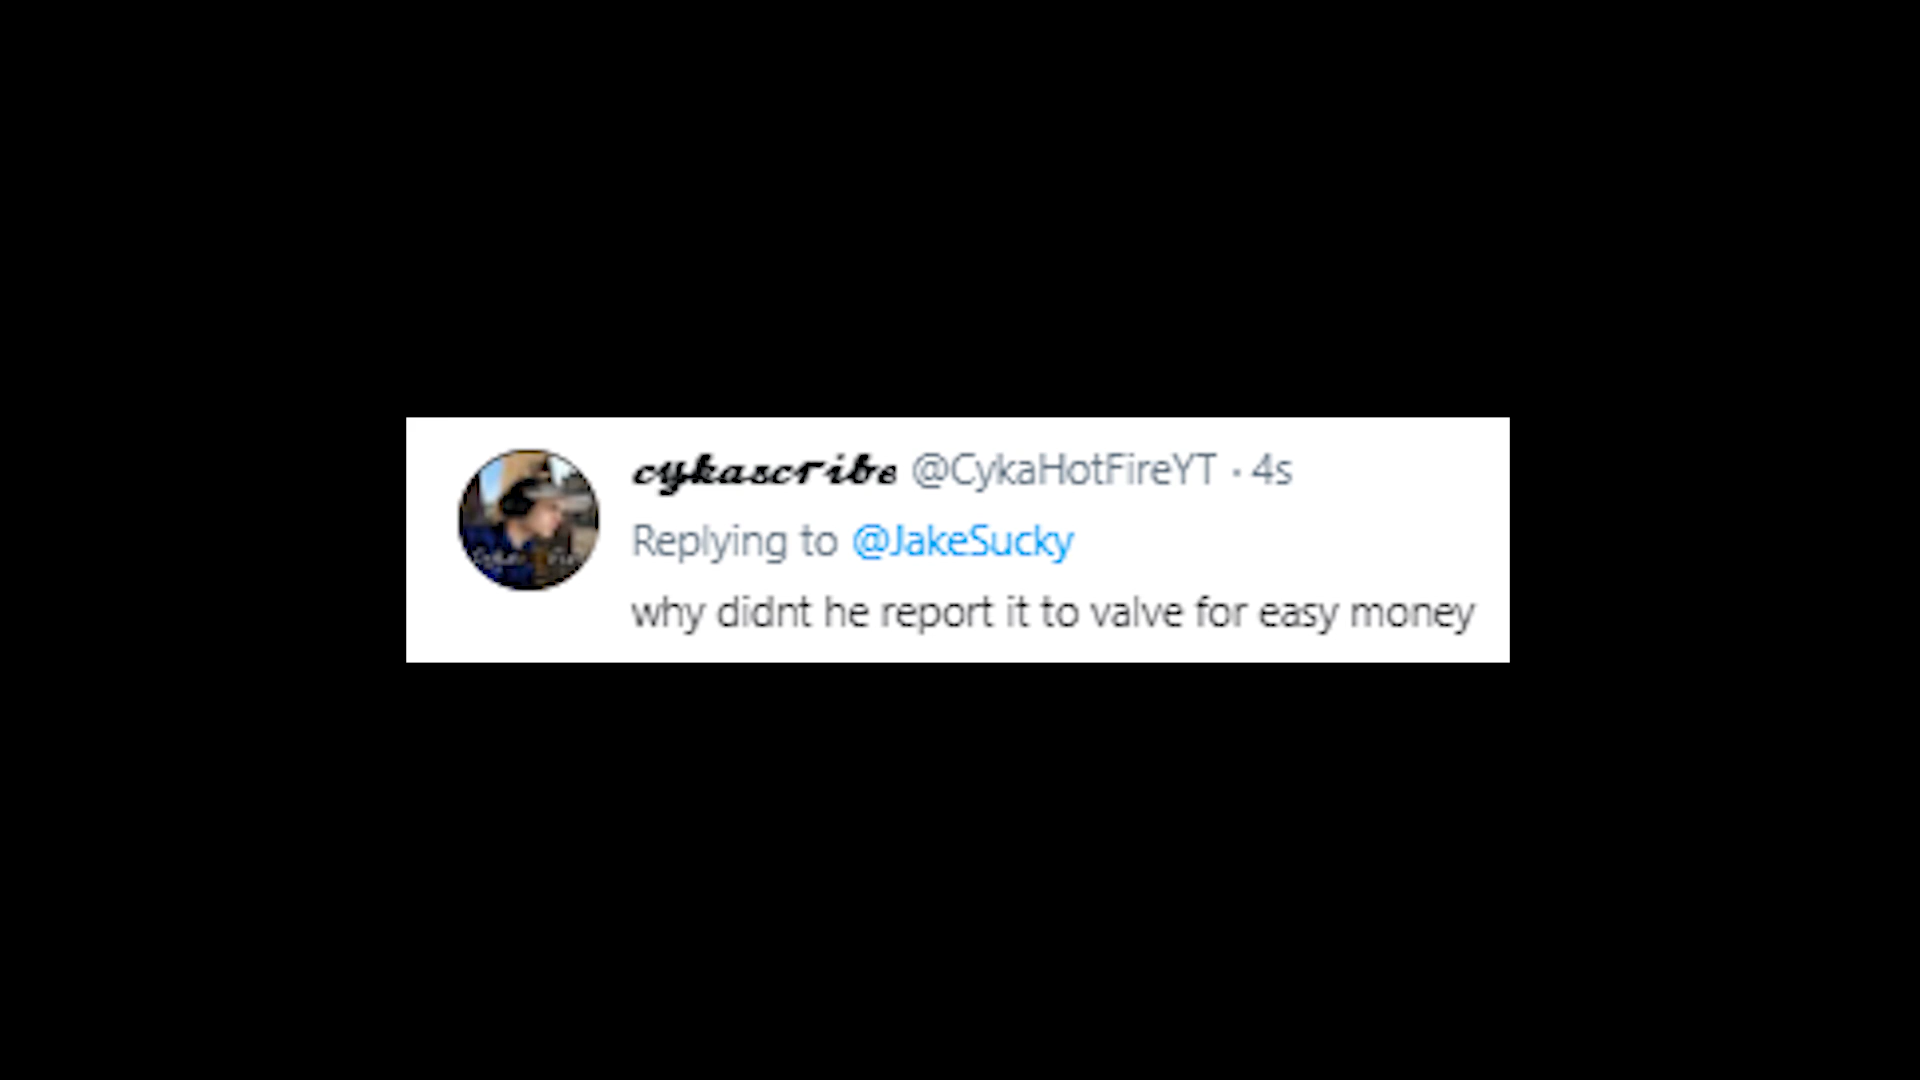 cykascribe @CykaHotFireYT · 4s
Replying to @JakeSucky
why didnt he report it to valve for easy money